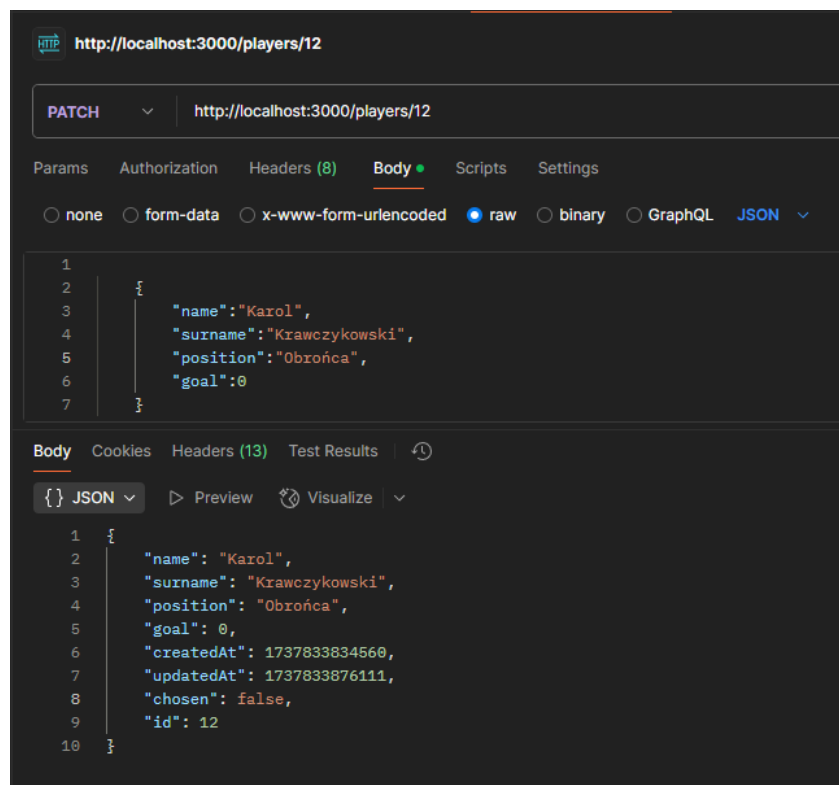 HTTP http://localhost:3000/players/12
PATCH http://localhost:3000/players/12
Params Authorization Headers (8) Body Scripts Settings
none form-data x-www-form-urlencoded raw binary GraphQL JSON
1
2 {
3 "name":"Karol",
4 "surname":"Krawczykowski",
5 "position":"Obrońca",
6 "goal":0
7 }
Body Cookies Headers (13) Test Results
{} JSON Preview Visualize
1 {
2 "name": "Karol",
3 "surname": "Krawczykowski",
4 "position": "Obrońca",
5 "goal": 0,
6 "createdAt": 1737833834560,
7 "updatedAt": 1737833876111,
8 "chosen": false,
9 "id": 12
10 }